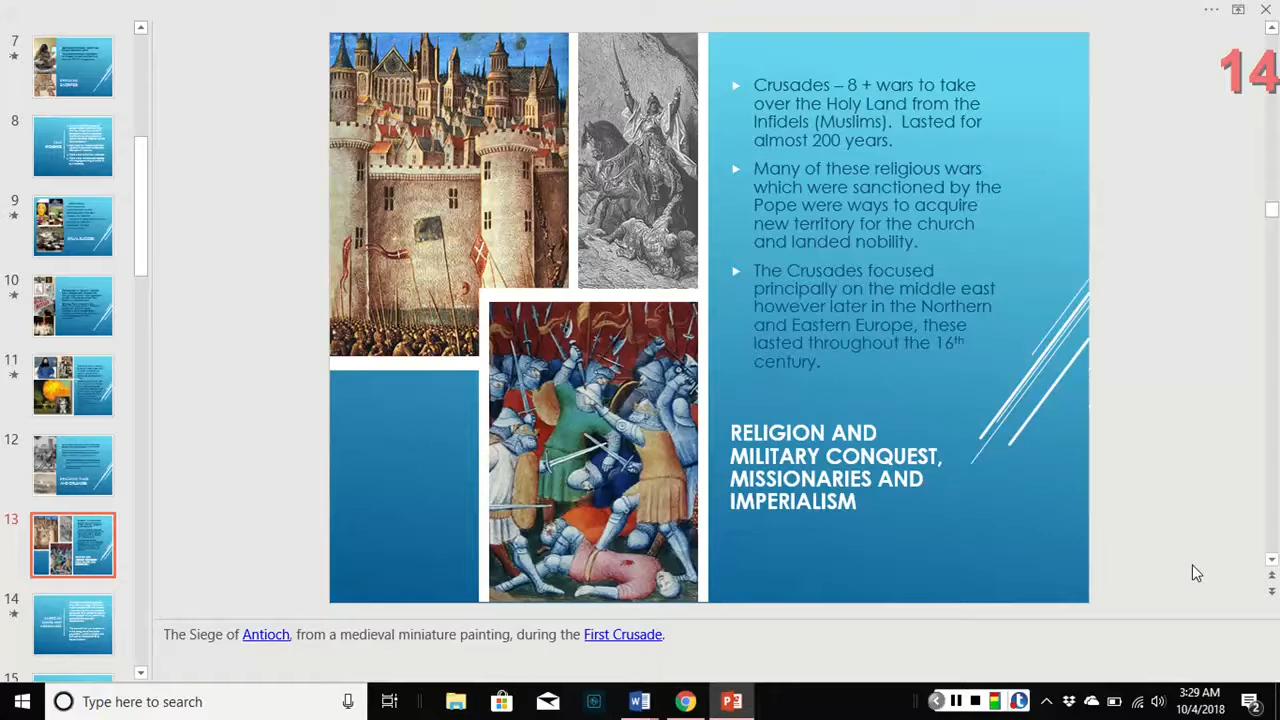 14
7
8
9
10
11
12
13
14
15
Crusades – 8 + wars to take
over the Holy Land from the
Infidels (Muslims). Lasted for
almost 200 years.
Many of these religious wars
which were sanctioned by the
Pope were ways to acquire
new territory for the church
and landed nobility.
The Crusades focused
principally on the middle east
however later in the Northern
and Eastern Europe, these
lasted throughout the 16th
century.
RELIGION AND
MILITARY CONQUEST,
MISSIONARIES AND
IMPERIALISM
The Siege of Antioch, from a medieval miniature painting, during the First Crusade.
Type here to search
3:29 AM
10/4/2018
2